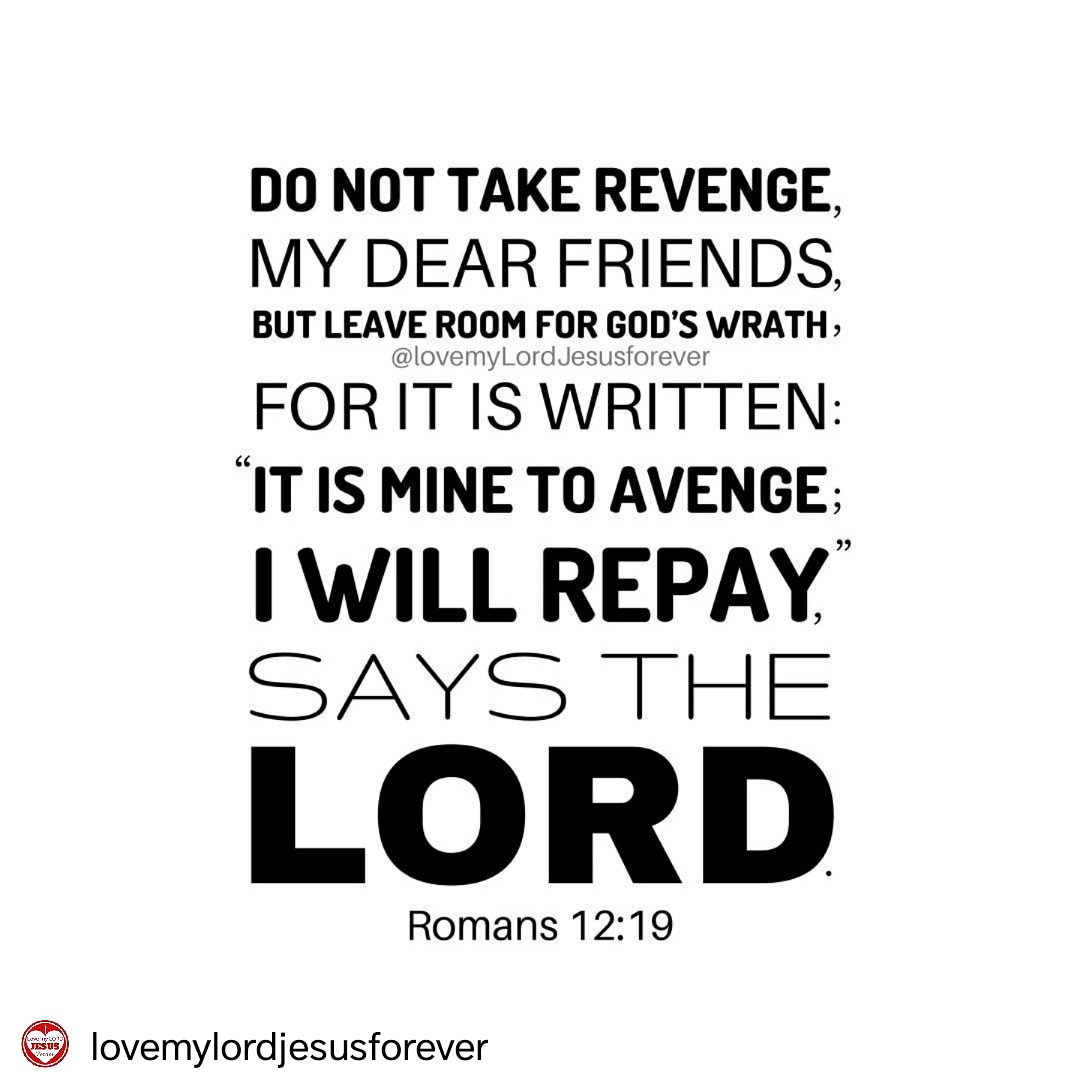 DO NOT TAKE REVENGE,
MY DEAR FRIENDS,
BUT LEAVE ROOM FOR GOD'S WRATH,
@lovemyLordJesusforever
FOR IT IS WRITTEN:
“IT IS MINE TO AVENGE;
I WILL REPAY,”
SAYS THE
LORD.
Romans 12:19
JESUS
lovemylordjesusforever